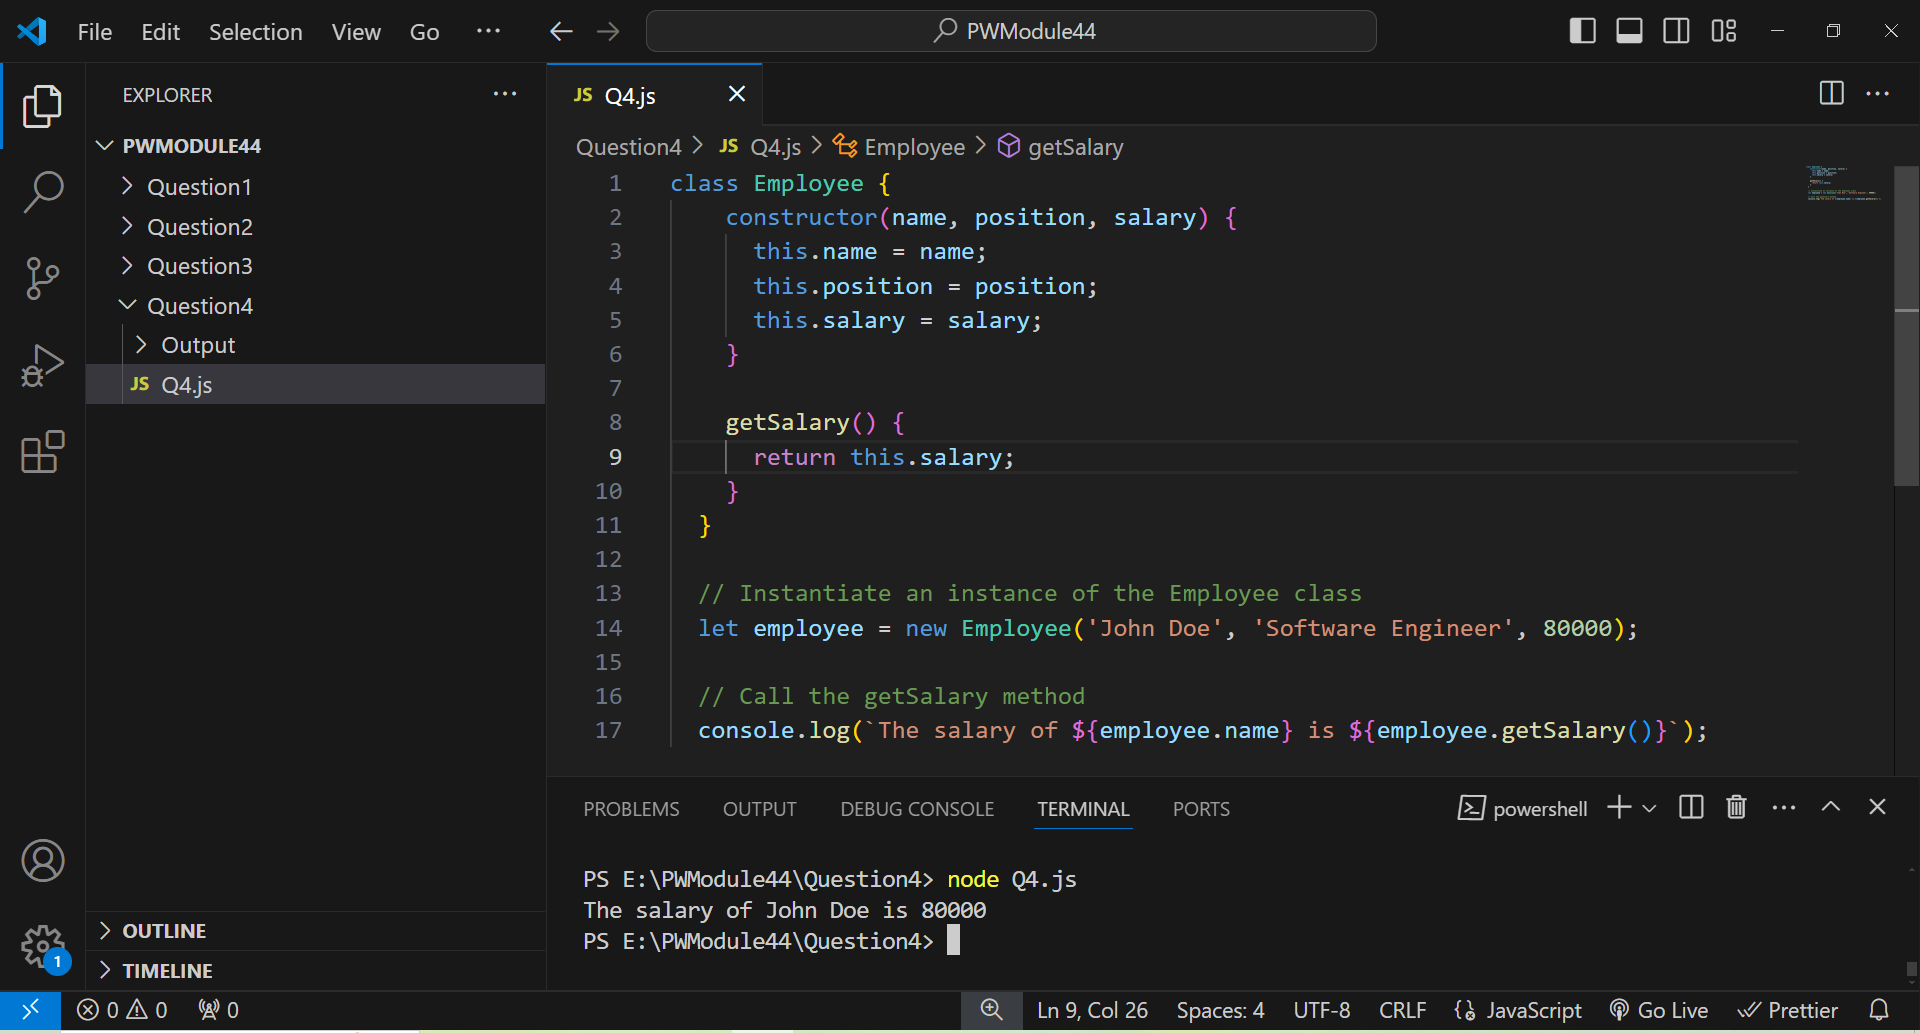 File Edit Selection View Go ... PWModule44
EXPLORER ...
PWMODULE44
Question1
Question2
Question3
Question4
Output
JS Q4.js
OUTLINE
TIMELINE
JS Q4.js
Question4 > JS Q4.js > Employee > getSalary
1 class Employee {
2 constructor(name, position, salary) {
3 this.name = name;
4 this.position = position;
5 this.salary = salary;
6 }
7
8 getSalary() {
9 return this.salary;
10 }
11 }
12
13 // Instantiate an instance of the Employee class
14 let employee = new Employee('John Doe', 'Software Engineer', 80000);
15
16 // Call the getSalary method
17 console.log(`The salary of ${employee.name} is ${employee.getSalary()}`);
PROBLEMS OUTPUT DEBUG CONSOLE TERMINAL PORTS powershell
PS E:\PWModule44\Question4> node Q4.js
The salary of John Doe is 80000
PS E:\PWModule44\Question4>
1
0 0 0 Ln 9, Col 26 Spaces: 4 UTF-8 CRLF JavaScript Go Live Prettier